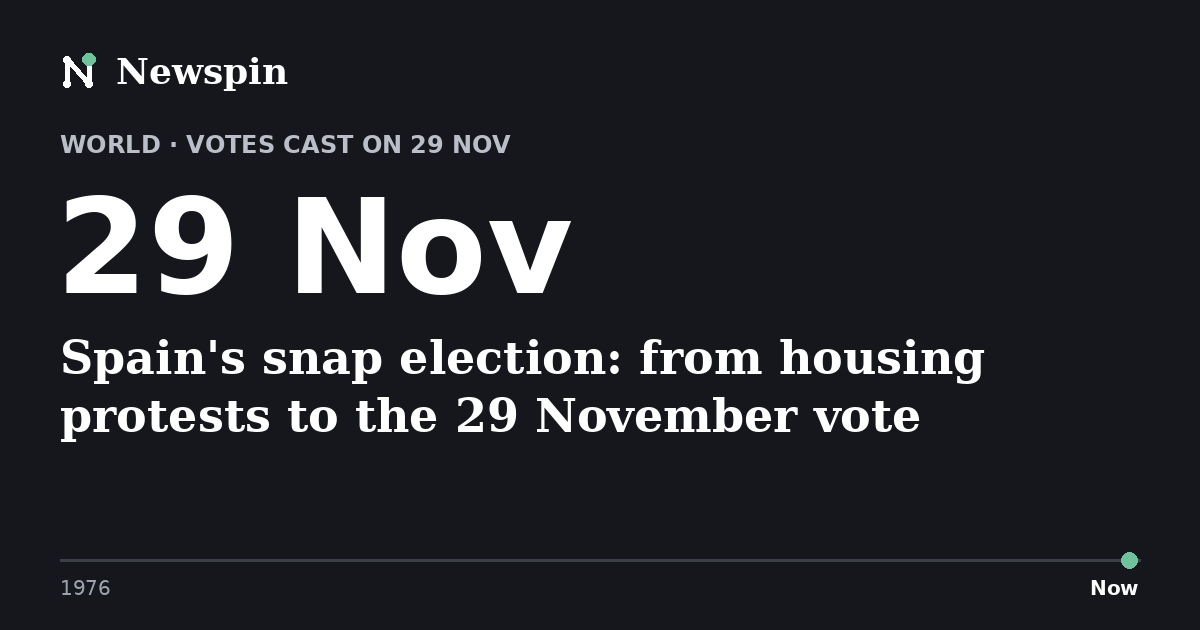 Newspin
WORLD · VOTES CAST ON 29 NOV
29 Nov
Spain's snap election: from housing
protests to the 29 November vote
1976
Now